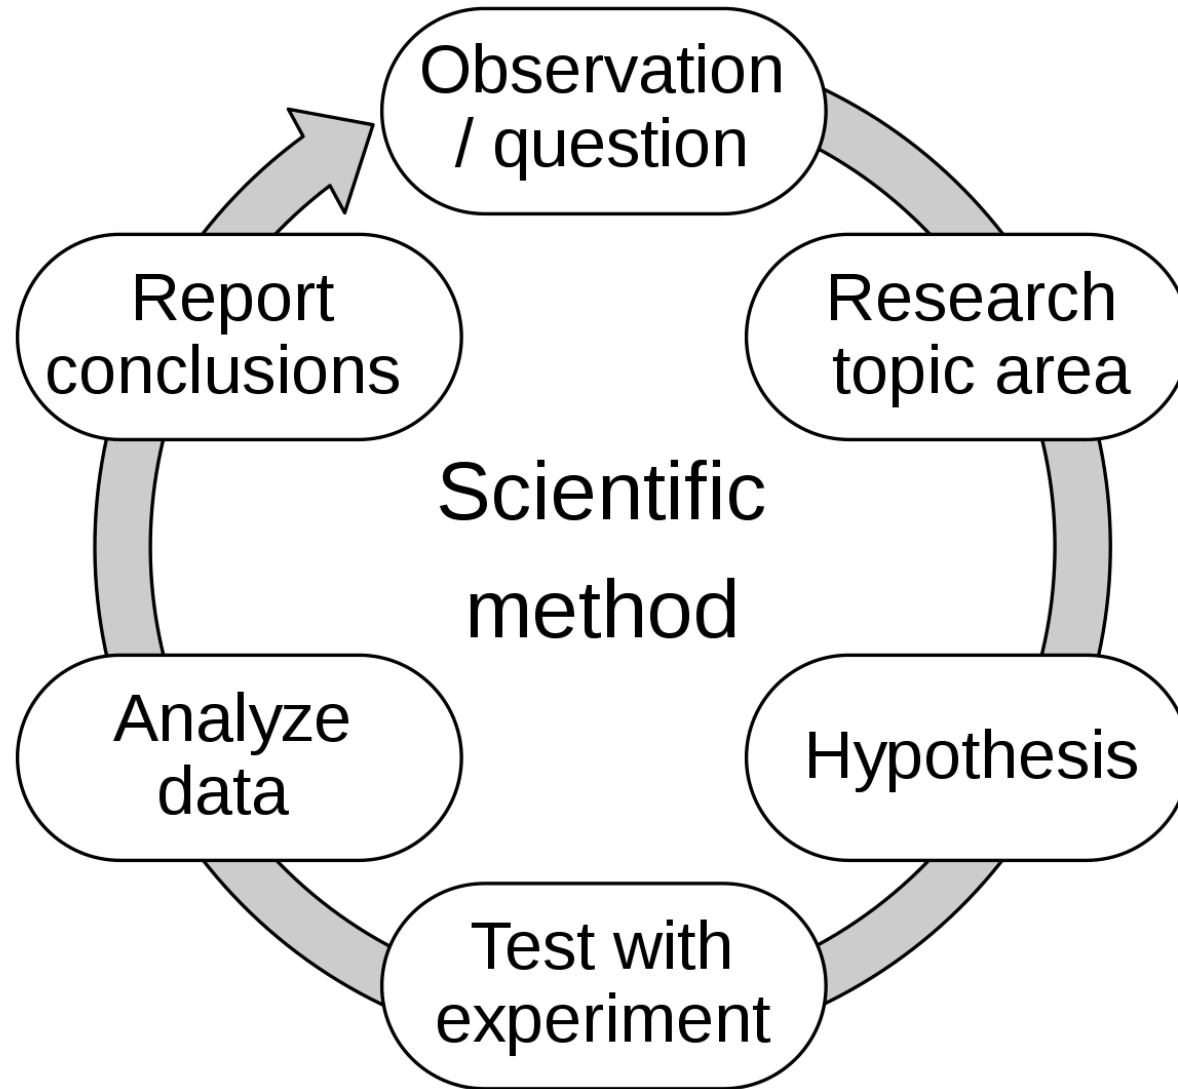 Observation
/ question
Research
topic area
Hypothesis
Test with
experiment
Analyze
data
Report
conclusions
Scientific
method